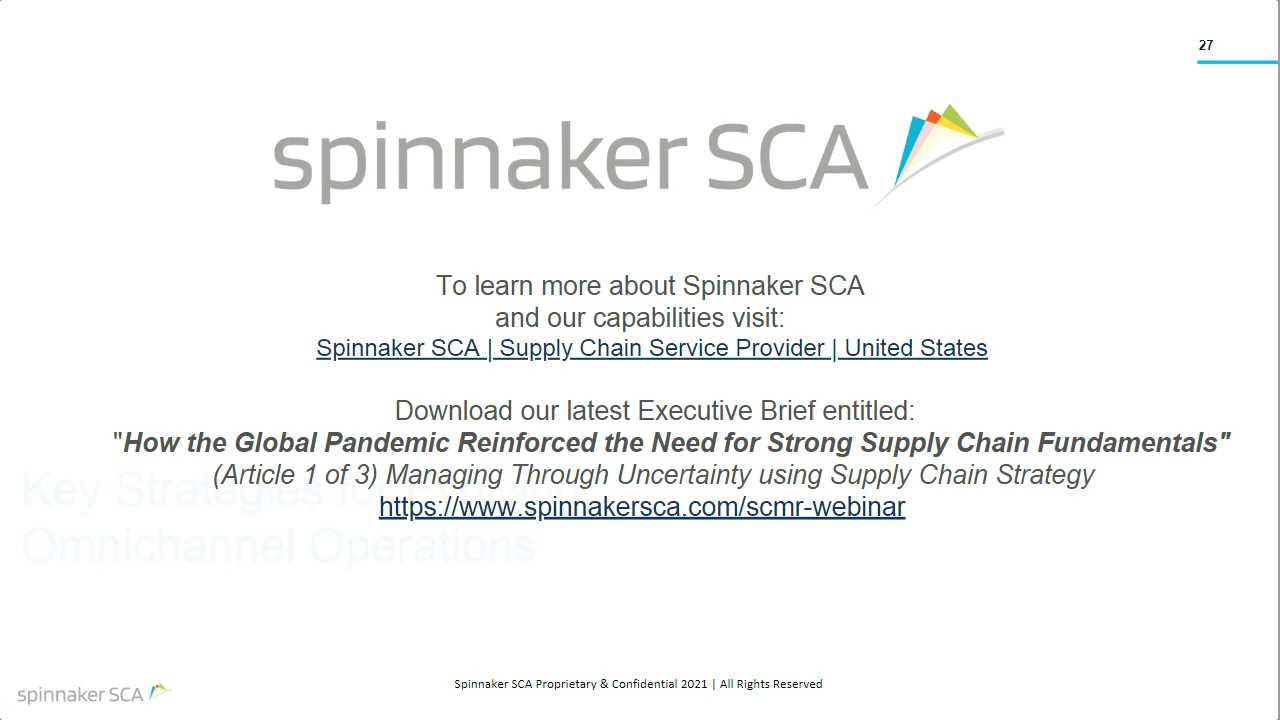 27
spinnaker SCA
To learn more about Spinnaker SCA
and our capabilities visit:
Spinnaker SCA | Supply Chain Service Provider | United States
Download our latest Executive Brief entitled:
"How the Global Pandemic Reinforced the Need for Strong Supply Chain Fundamentals"
(Article 1 of 3) Managing Through Uncertainty using Supply Chain Strategy
https://www.spinnakersca.com/scmr-webinar
Key Strategies for
Omnichannel Operations
spinnaker SCA
Spinnaker SCA Proprietary & Confidential 2021 | All Rights Reserved